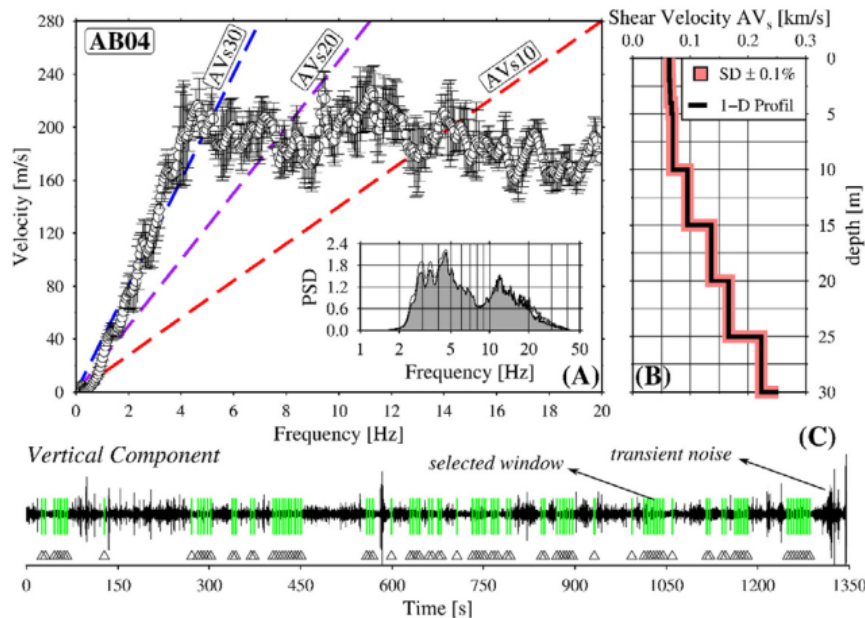 AB04
AVs30
AVs20
AVs10
280
240
200
160
120
80
40
0
Velocity [m/s]
0 2 4 6 8 10 12 14 16 18 20
Frequency [Hz]
(A)
2.4
1.8
1.2
0.6
0.0
PSD
1 2 5 10 20 50
Frequency [Hz]
Shear Velocity AVs [km/s]
0.0 0.1 0.2 0.3
SD ± 0.1%
1−D Profil
0
5
10
15
20
25
30
depth [m]
(B)
(C)
Vertical Component
selected window
transient noise
0 150 300 450 600 750 900 1050 1200 1350
Time [s]